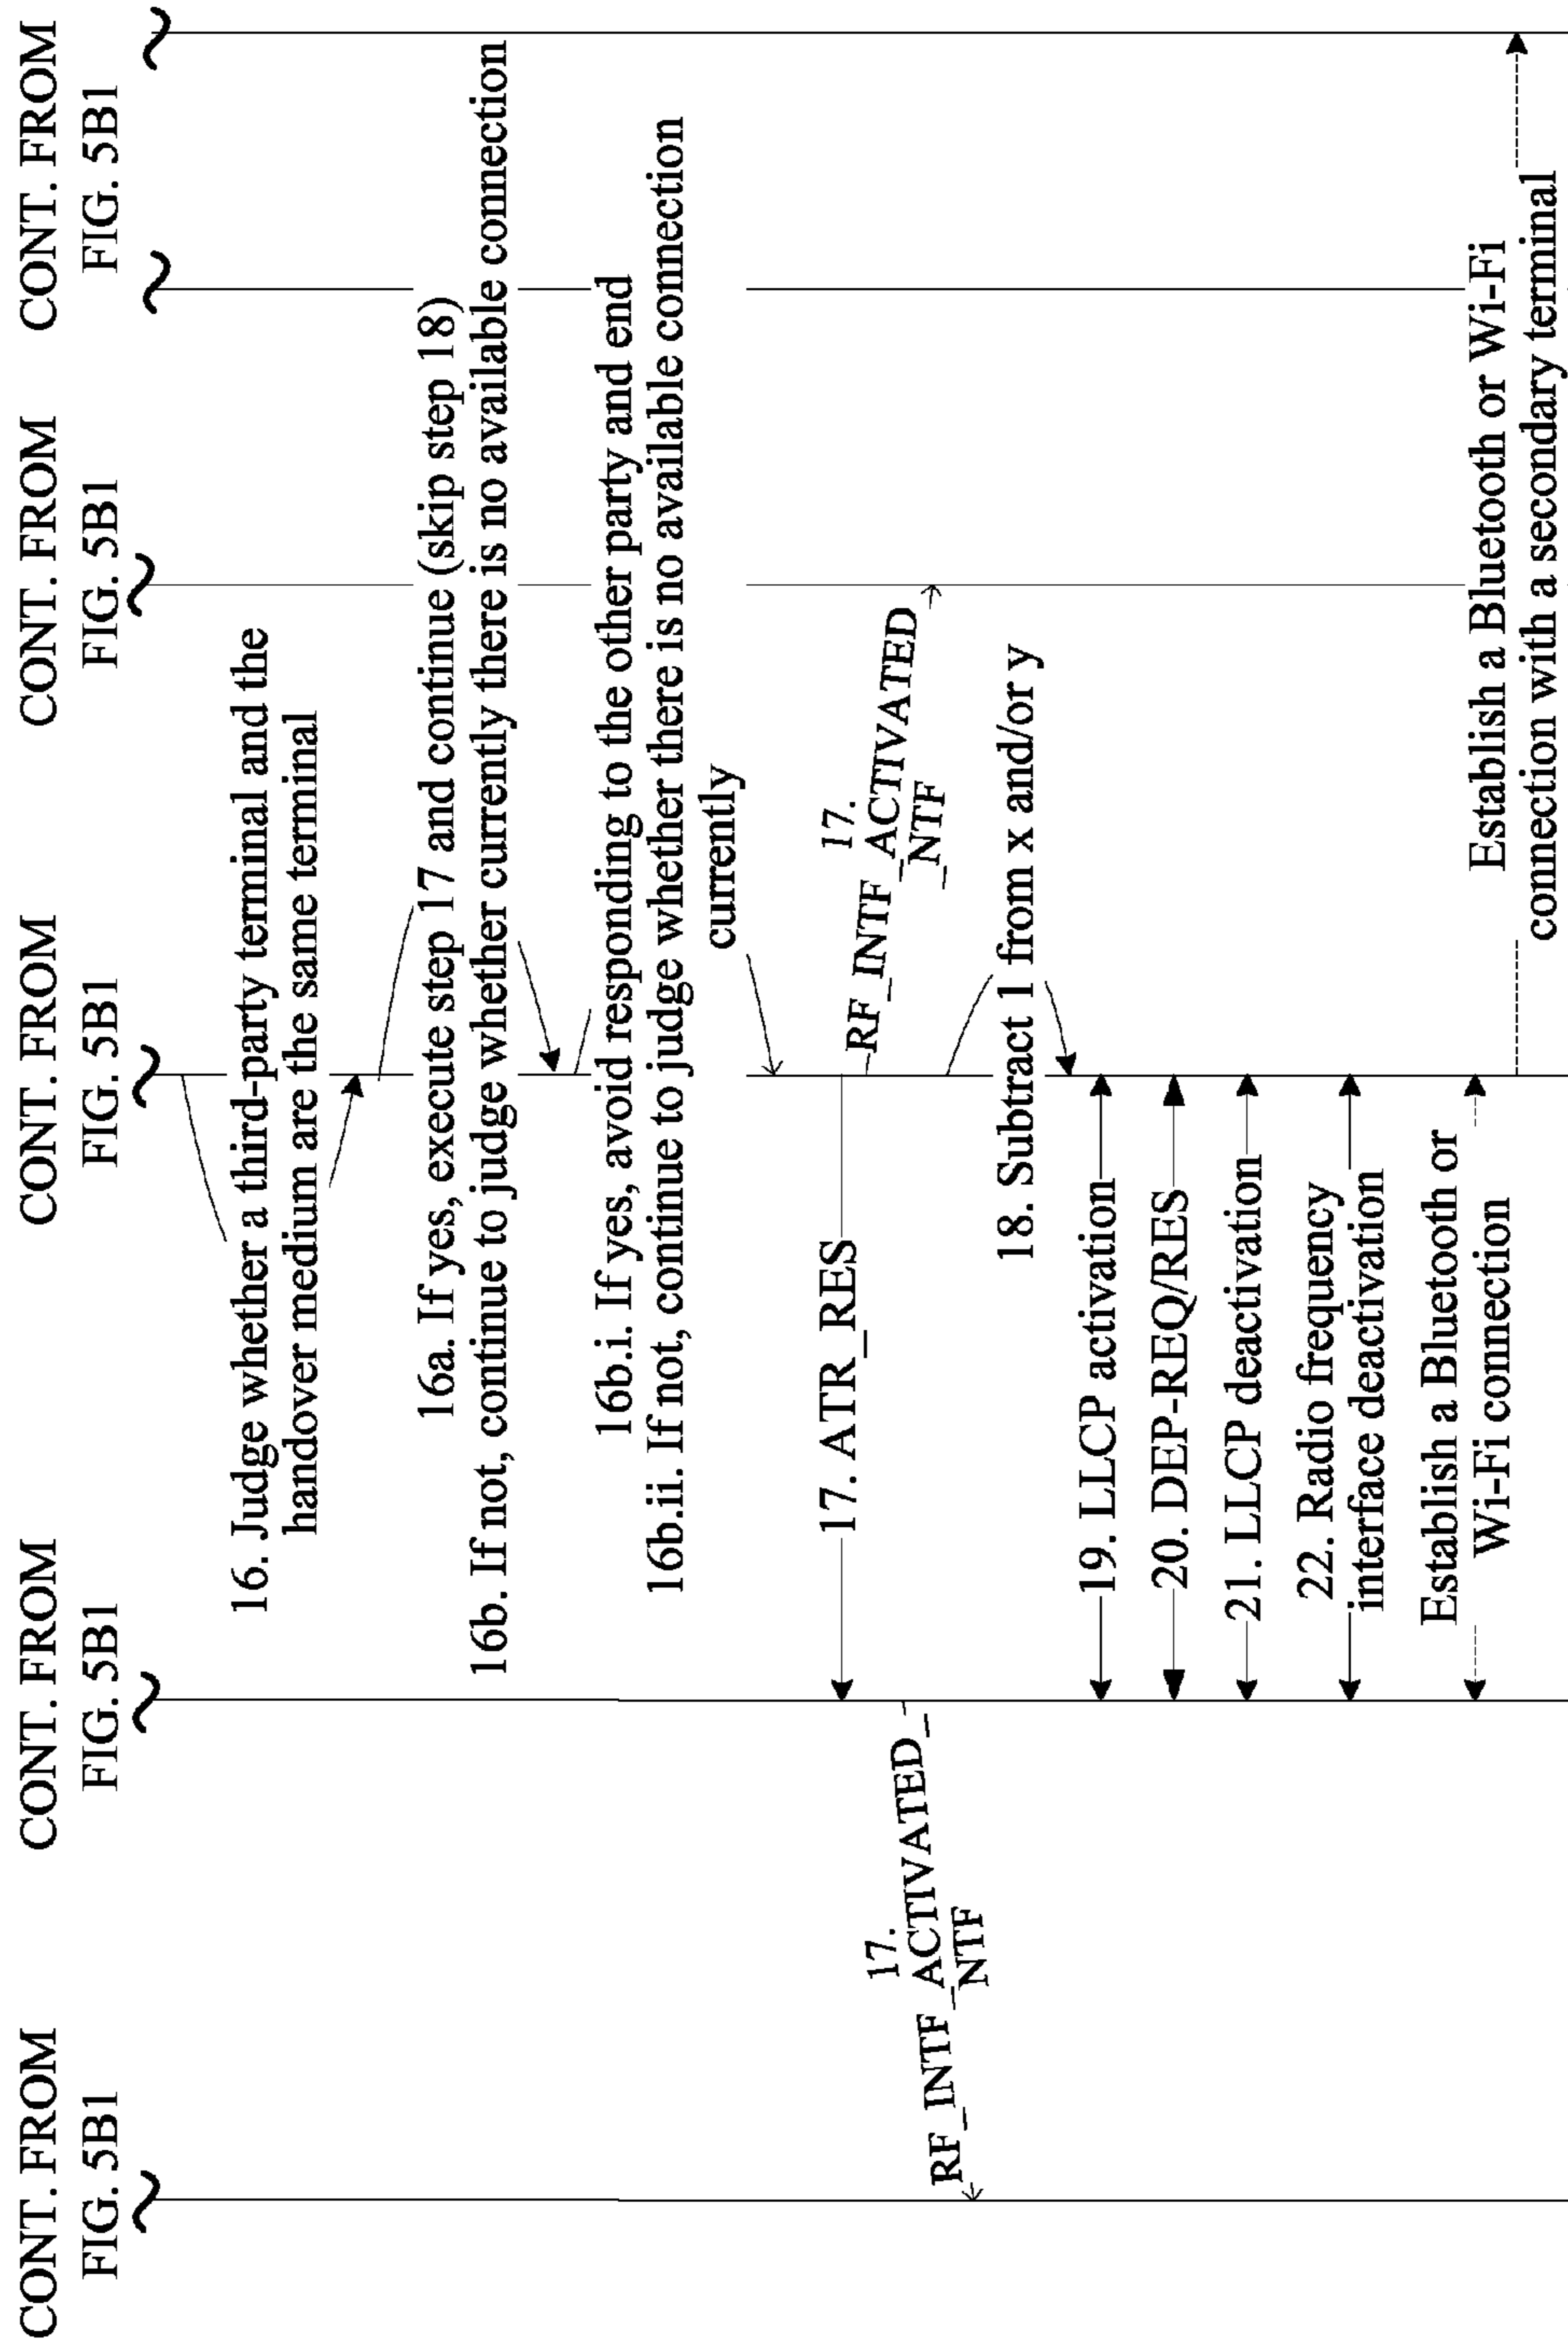 CONT. FROM CONT. FROM CONT. FROM CONT. FROM CONT. FROM
FIG. 5B1 FIG. 5B1 FIG. 5B1 FIG. 5B1 FIG. 5B1
16. Judge whether a third-party terminal and the
handover medium are the same terminal
16a. If yes, execute step 17 and continue (skip step 18)
16b. If not, continue to judge whether currently there is no available connection
16b.i. If yes, avoid responding to the other party and end
16b.ii. If not, continue to judge whether there is no available connection
currently
17. ATR_RES
17.
RF_INTF_ACTIVATED
_NTF
17.
RF_INTF_ACTIVATED_
NTF
18. Subtract 1 from x and/or y
19. LLCP activation
20. DEP-REQ/RES
21. LLCP deactivation
22. Radio frequency
interface deactivation
Establish a Bluetooth or
Wi-Fi connection
Establish a Bluetooth or Wi-Fi
connection with a secondary terminal